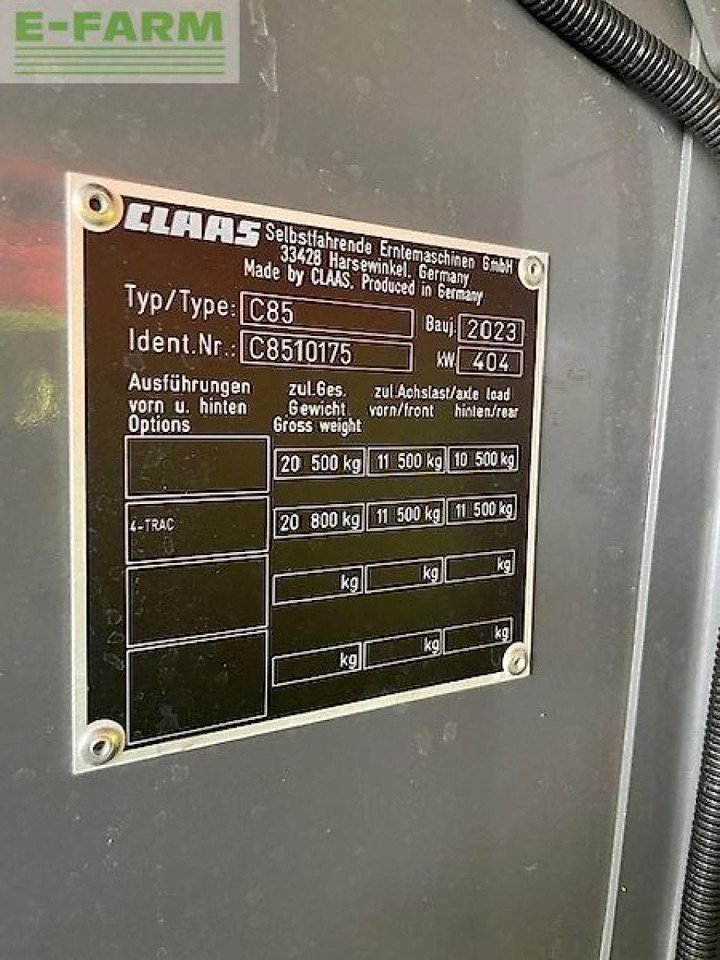 E-FARM
CLAAS Selbstfahrende Erntemaschinen GmbH
33428 Harsewinkel, Germany
Made by CLAAS. Produced in Germany
Typ/Type: C85 Bauj. 2023
Ident.Nr.: C8510175 kW 404
Ausführungen zul.Ges. zul.Achslast/axle load
vorn u. hinten Gewicht vorn/front hinten/rear
Options Gross weight
20 500 kg 11 500 kg 10 500 kg
4-TRAC 20 800 kg 11 500 kg 11 500 kg
kg kg kg
kg kg kg